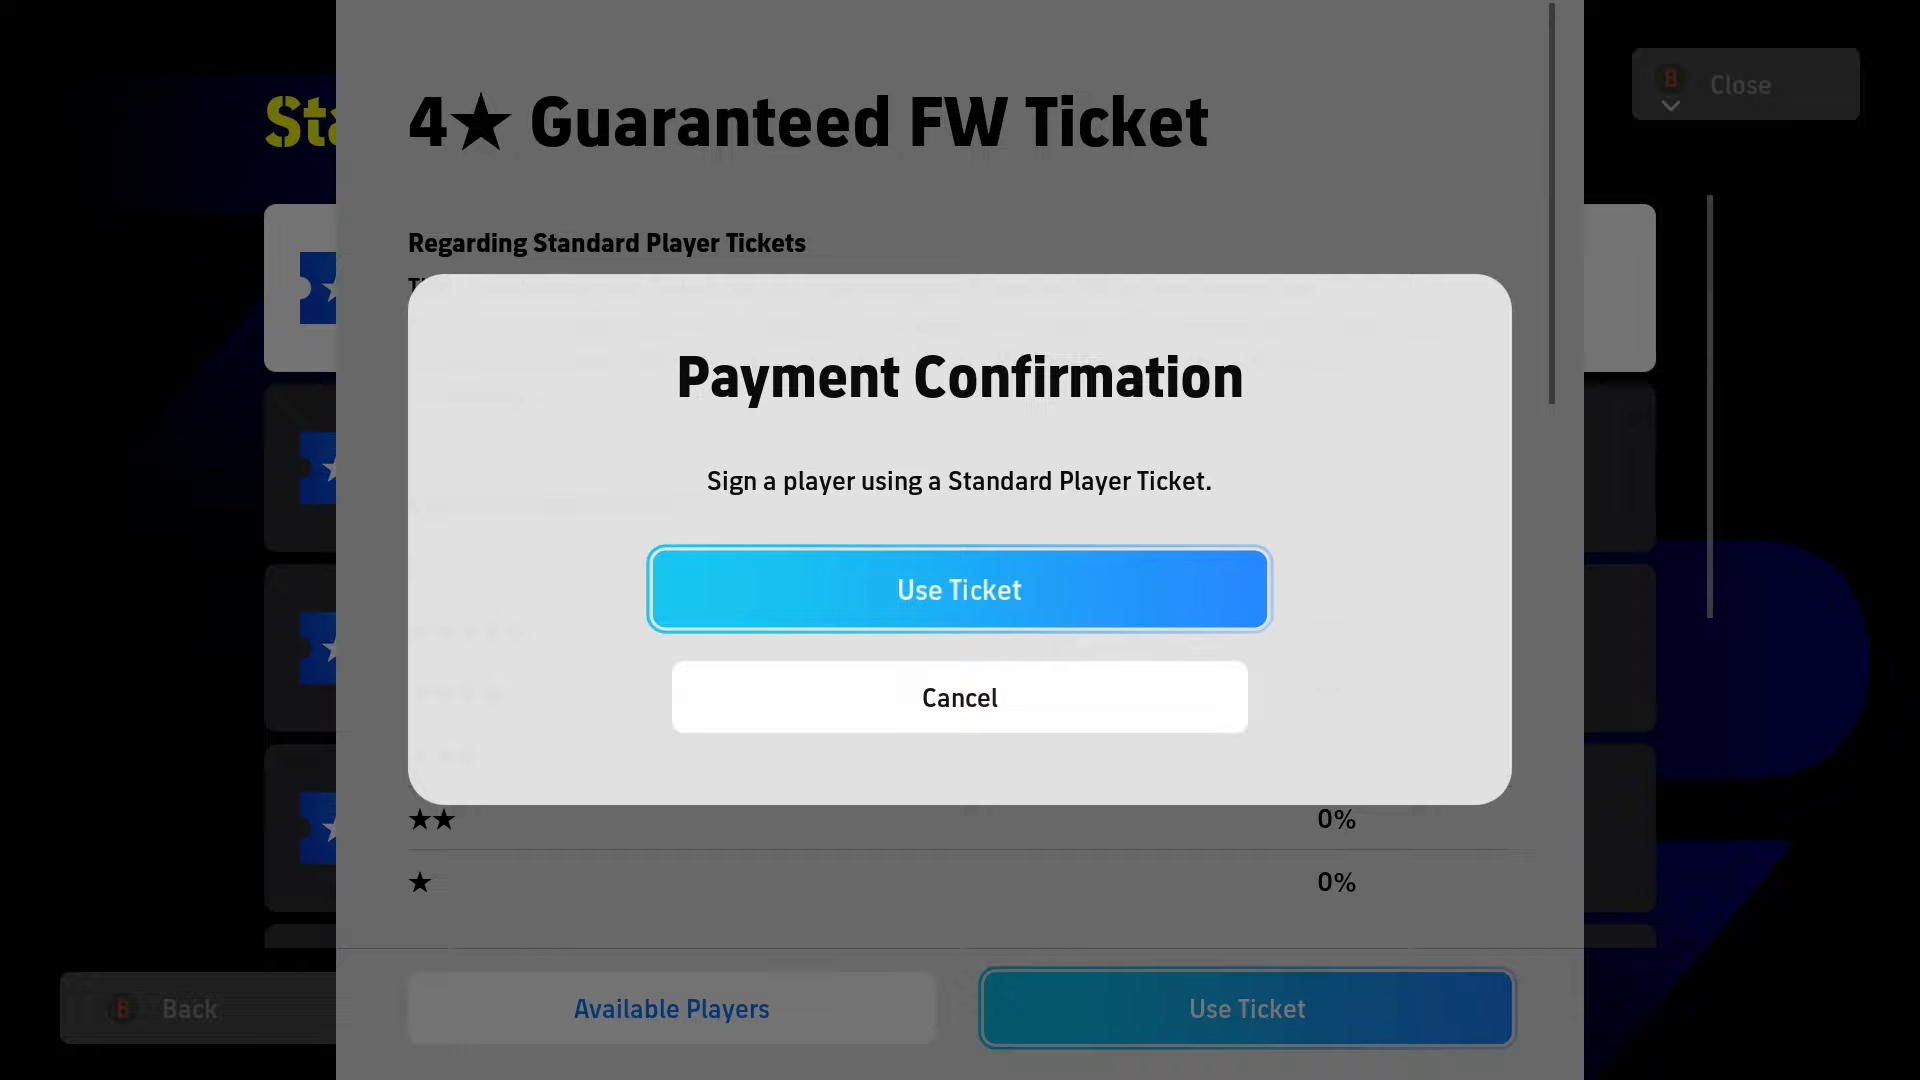 4★ Guaranteed FW Ticket
B Close
Regarding Standard Player Tickets
Payment Confirmation
Sign a player using a Standard Player Ticket.
Use Ticket
Cancel
★★ 0%
★ 0%
B Back
Available Players
Use Ticket